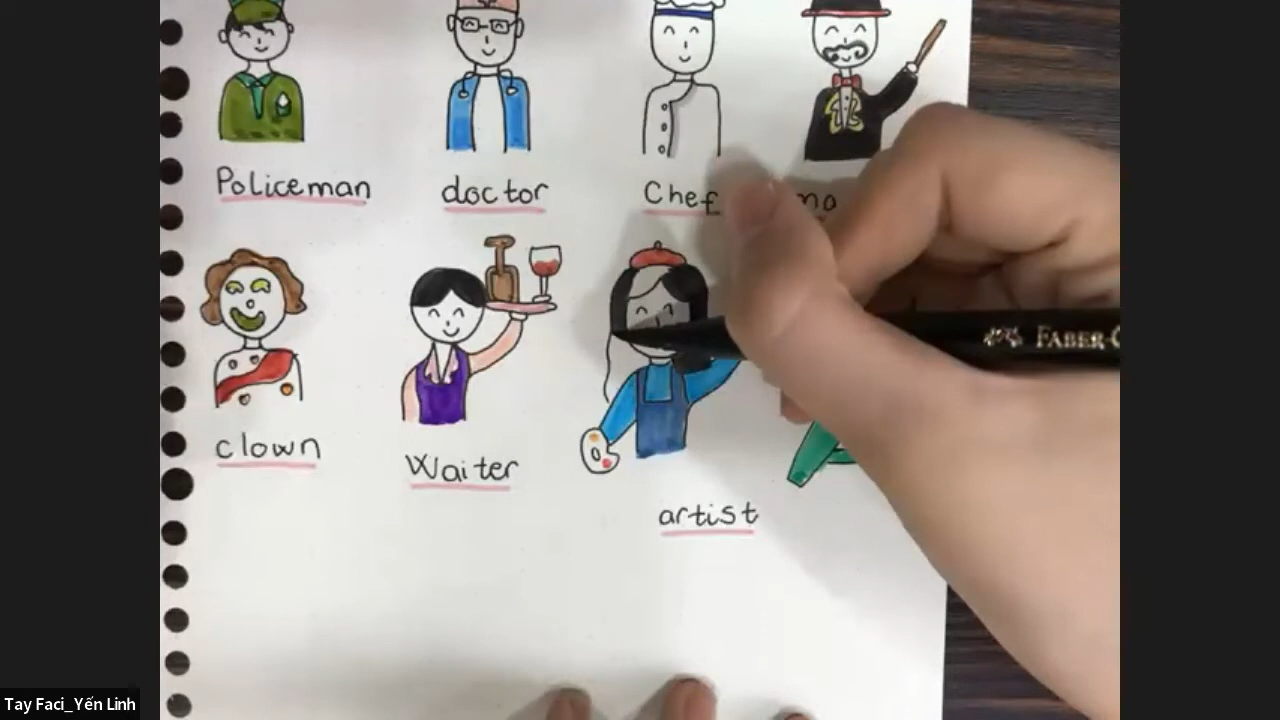 Policeman doctor Chef
clown Waiter
artist
FABER-C
Tay Faci_Yến Linh